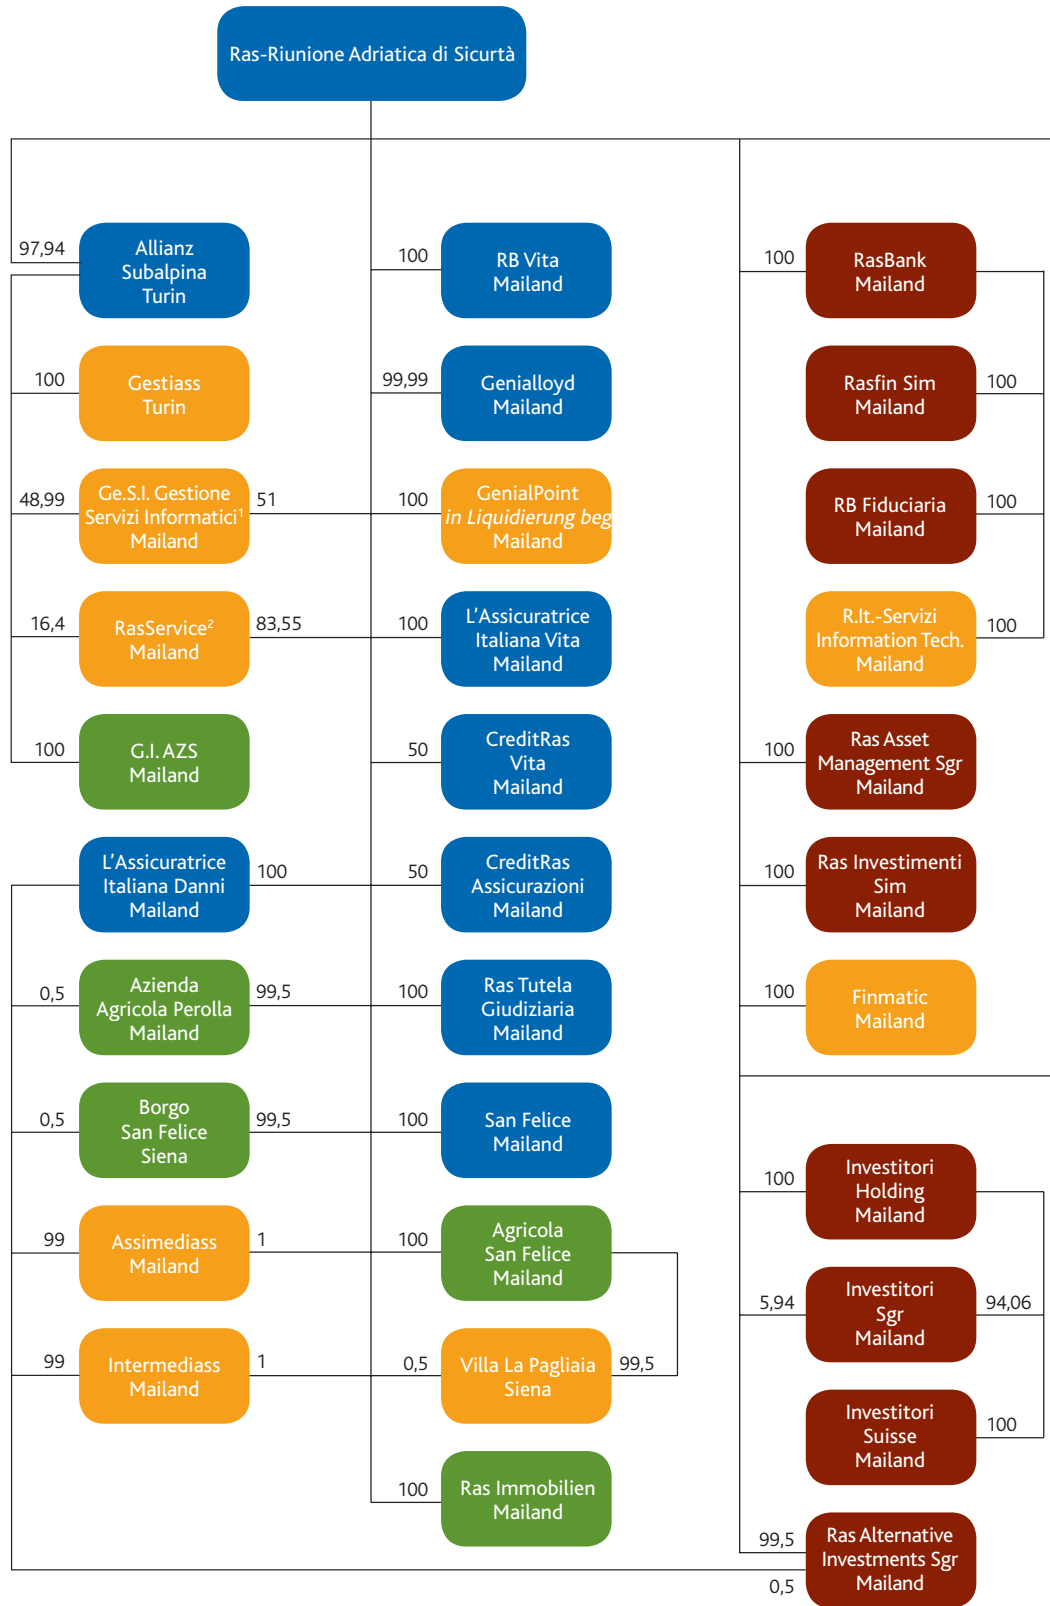 Ras-Riunione Adriatica di Sicurtà
97,94
Allianz
Subalpina
Turin
100
Gestiass
Turin
48,99
Ge.S.I. Gestione
Servizi Informatici¹
Mailand
51
16,4
RasService²
Mailand
83,55
100
G.I. AZS
Mailand
L'Assicuratrice
Italiana Danni
Mailand
100
0,5
Azienda
Agricola Perolla
Mailand
99,5
0,5
Borgo
San Felice
Siena
99,5
99
Assimediass
Mailand
1
99
Intermediass
Mailand
1
100
RB Vita
Mailand
99,99
Genialloyd
Mailand
100
GenialPoint
in Liquidierung beg
Mailand
100
L'Assicuratrice
Italiana Vita
Mailand
50
CreditRas
Vita
Mailand
50
CreditRas
Assicurazioni
Mailand
100
Ras Tutela
Giudiziaria
Mailand
100
San Felice
Mailand
100
Agricola
San Felice
Mailand
0,5
Villa La Pagliaia
Siena
99,5
100
Ras Immobilien
Mailand
100
RasBank
Mailand
Rasfin Sim
Mailand
100
RB Fiduciaria
Mailand
100
R.It.-Servizi
Information Tech.
Mailand
100
100
Ras Asset
Management Sgr
Mailand
100
Ras Investimenti
Sim
Mailand
100
Finmatic
Mailand
100
Investitori
Holding
Mailand
5,94
Investitori
Sgr
Mailand
94,06
Investitori
Suisse
Mailand
100
99,5
Ras Alternative
Investments Sgr
Mailand
0,5